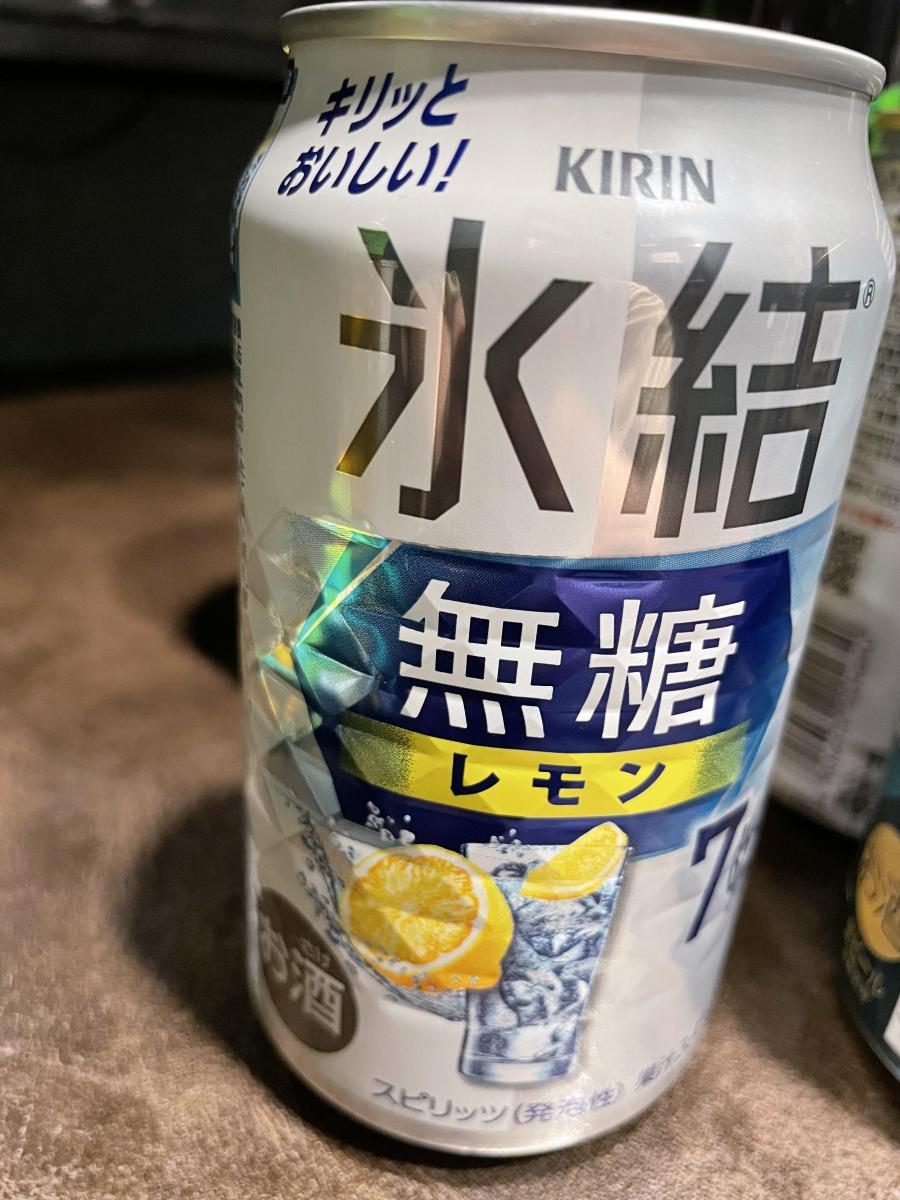 キリッと
おいしい!
KIRIN
氷結®
無糖
レモン
7
お酒
スピリッツ(発泡性)